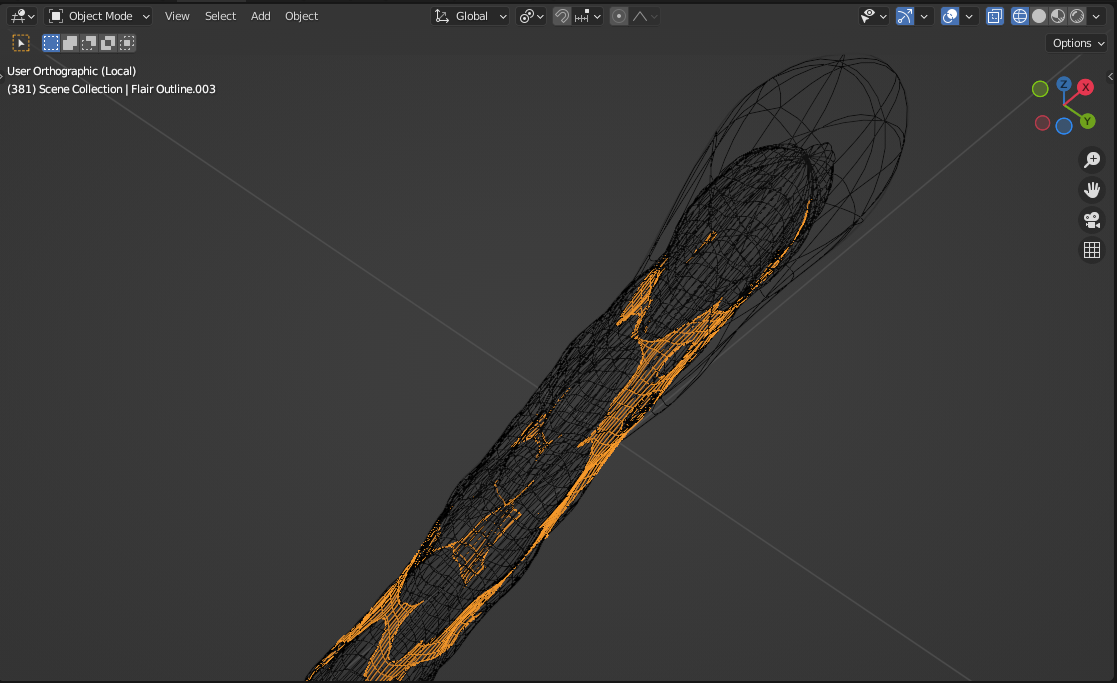 Object Mode View Select Add Object Global
Options
User Orthographic (Local)
(381) Scene Collection | Flair Outline.003
Z
X
Y